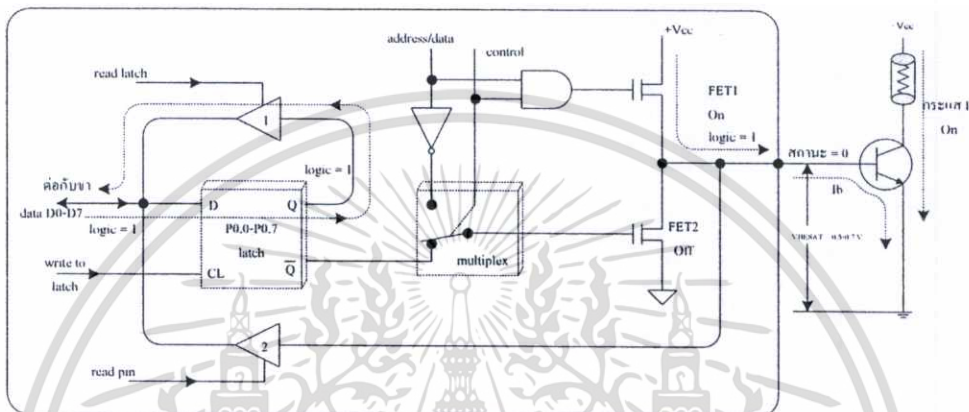 address/data
control
+Vcc
-Vcc
read latch
FET1
On
logic = 1
กระแส I
On
1
logic = 1
สถานะ = 0
Ib
ต่อกับขา
data D0-D7
logic = 1
D
Q
P0.0-P0.7
latch
CL
Q
write to
latch
multiplex
FET2
Off
2
read pin